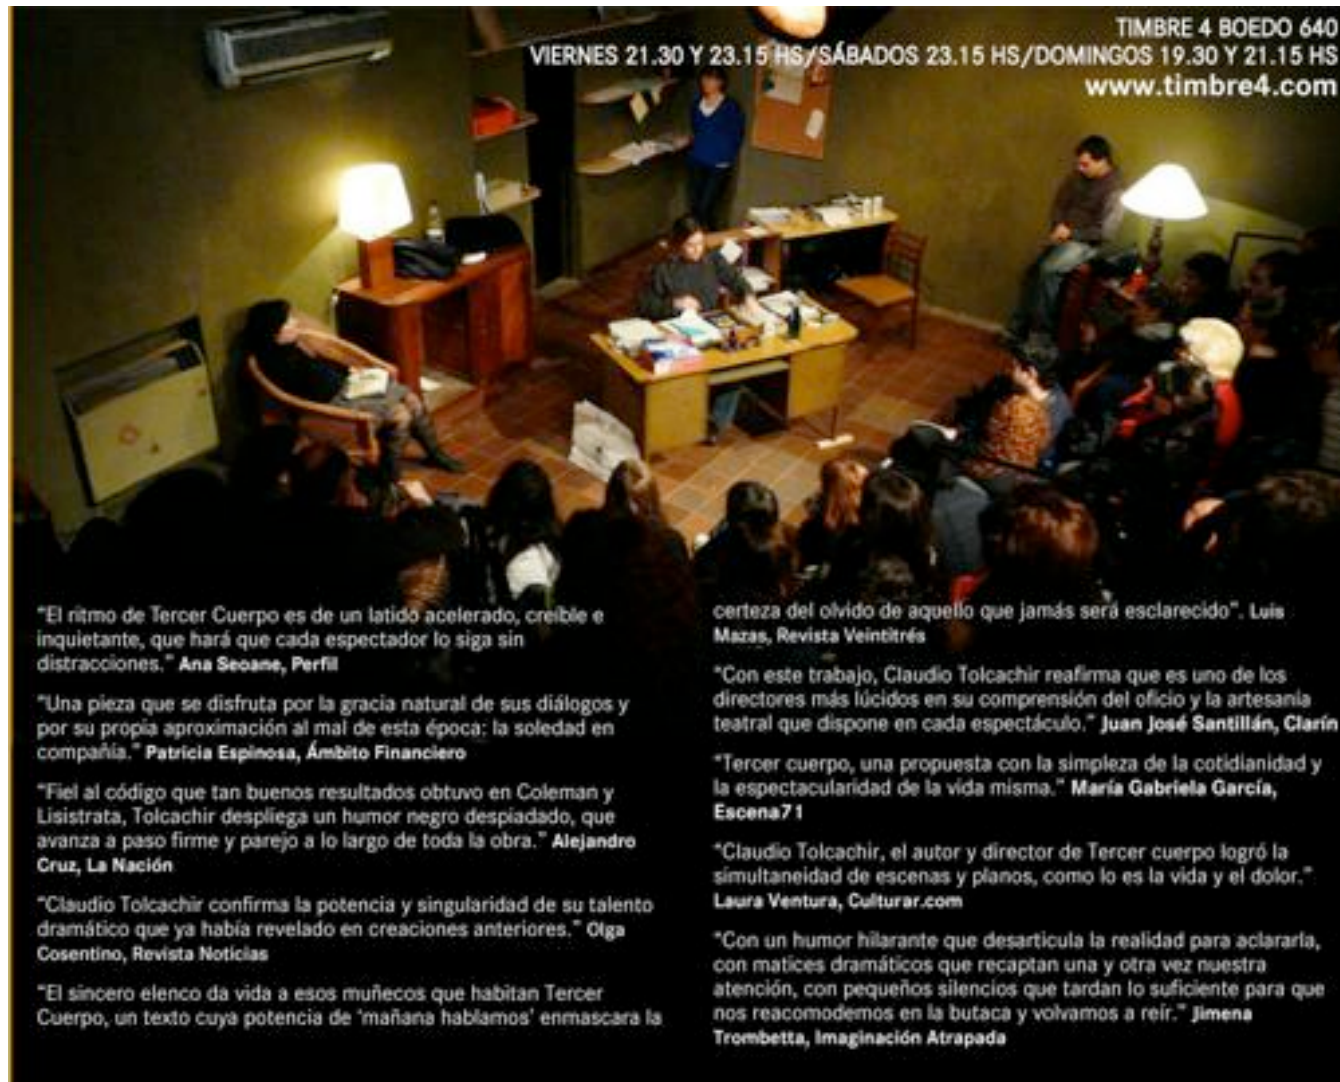 TIMBRE 4 BOEDO 640
VIERNES 21.30 Y 23.15 HS/SÁBADOS 23.15 HS/DOMINGOS 19.30 Y 21.15 HS
www.timbre4.com
"El ritmo de Tercer Cuerpo es de un latido acelerado, creíble e
inquietante, que hará que cada espectador lo siga sin
distracciones." Ana Seoane, Perfil
"Una pieza que se disfruta por la gracia natural de sus diálogos y
por su propia aproximación al mal de esta época: la soledad en
compañía." Patricia Espinosa, Ámbito Financiero
"Fiel al código que tan buenos resultados obtuvo en Coleman y
Lisistrata, Tolcachir despliega un humor negro despiadado, que
avanza a paso firme y parejo a lo largo de toda la obra." Alejandro
Cruz, La Nación
"Claudio Tolcachir confirma la potencia y singularidad de su talento
dramático que ya había revelado en creaciones anteriores." Olga
Cosentino, Revista Noticias
"El sincero elenco da vida a esos muñecos que habitan Tercer
Cuerpo, un texto cuya potencia de 'mañana hablamos' enmascara la
certeza del olvido de aquello que jamás será esclarecido". Luis
Mazas, Revista Veintitrés
"Con este trabajo, Claudio Tolcachir reafirma que es uno de los
directores más lúcidos en su comprensión del oficio y la artesanía
teatral que dispone en cada espectáculo." Juan José Santillán, Clarín
"Tercer cuerpo, una propuesta con la simpleza de la cotidianidad y
la espectacularidad de la vida misma." María Gabriela García,
Escena71
"Claudio Tolcachir, el autor y director de Tercer cuerpo logró la
simultaneidad de escenas y planos, como lo es la vida y el dolor."
Laura Ventura, Culturar.com
"Con un humor hilarante que desarticula la realidad para aclararla,
con matices dramáticos que recaptan una y otra vez nuestra
atención, con pequeños silencios que tardan lo suficiente para que
nos reacomodemos en la butaca y volvamos a reír." Jimena
Trombetta, Imaginación Atrapada